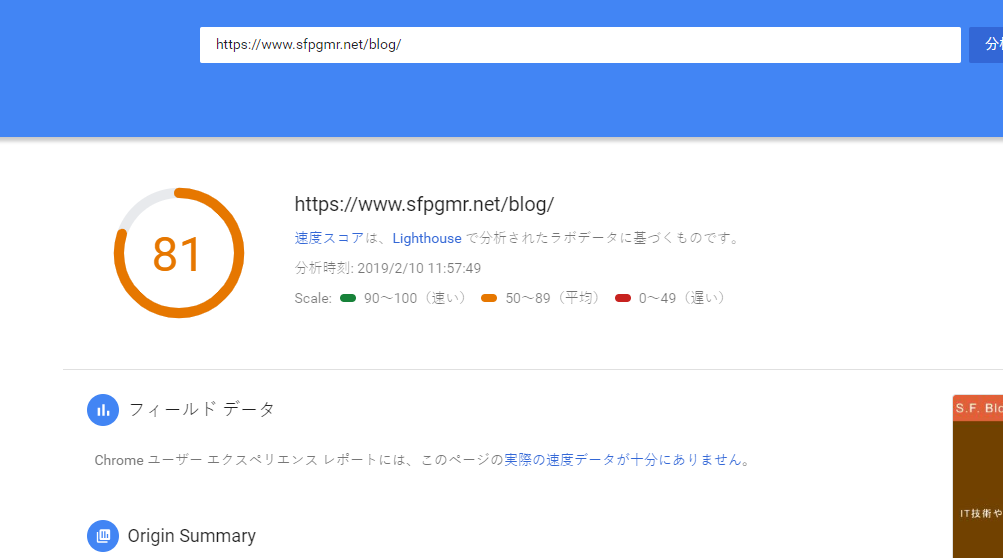 https://www.sfpgmr.net/blog/
分析
81
https://www.sfpgmr.net/blog/
速度スコアは、Lighthouse で分析されたラボデータに基づくものです。
分析時刻: 2019/2/10 11:57:49
Scale: 90～100（速い） 50～89（平均） 0～49（遅い）
フィールド データ
S.F. Blo
Chrome ユーザー エクスペリエンス レポートには、このページの実際の速度データが十分にありません。
IT技術や
Origin Summary